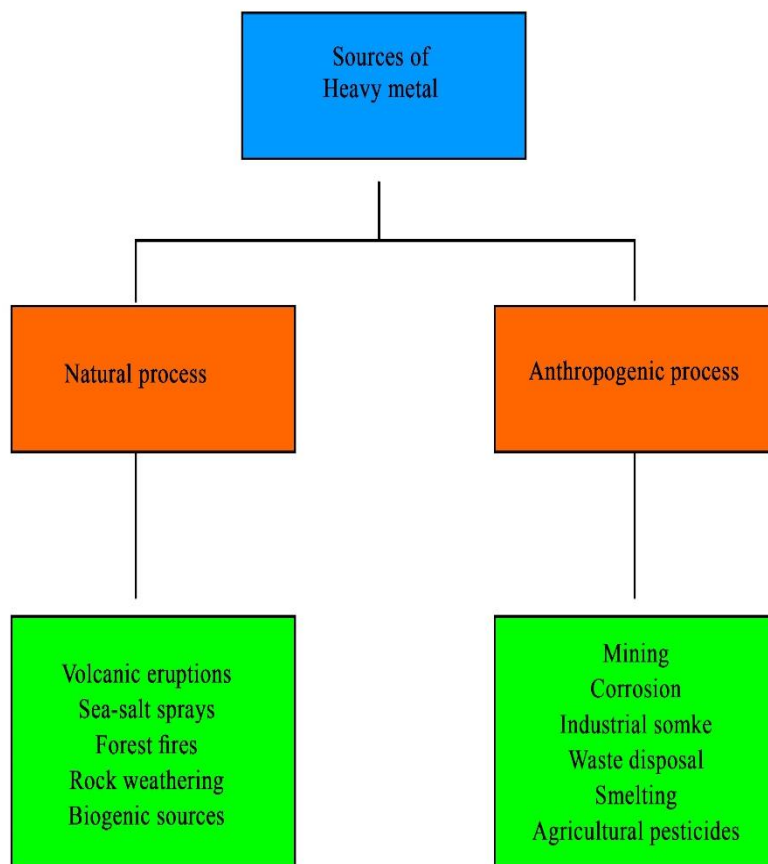 Sources of
Heavy metal
Natural process
Anthropogenic process
Volcanic eruptions
Sea-salt sprays
Forest fires
Rock weathering
Biogenic sources
Mining
Corrosion
Industrial somke
Waste disposal
Smelting
Agricultural pesticides